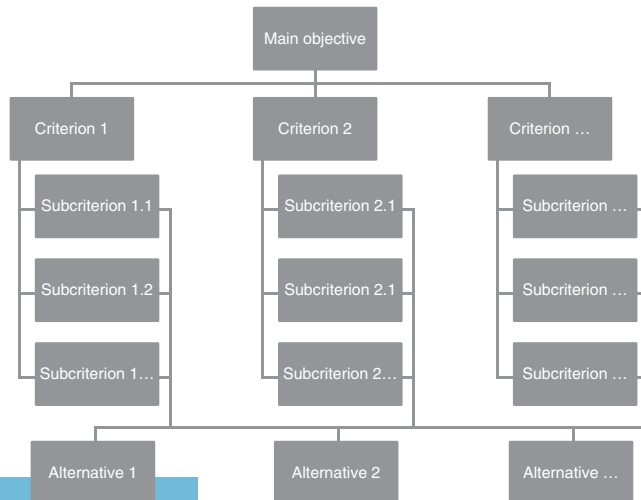 Main objective
Criterion 1
Criterion 2
Criterion ...
Subcriterion 1.1
Subcriterion 2.1
Subcriterion ...
Subcriterion 1.2
Subcriterion 2.1
Subcriterion ...
Subcriterion 1...
Subcriterion 2...
Subcriterion ...
Alternative 1
Alternative 2
Alternative ...